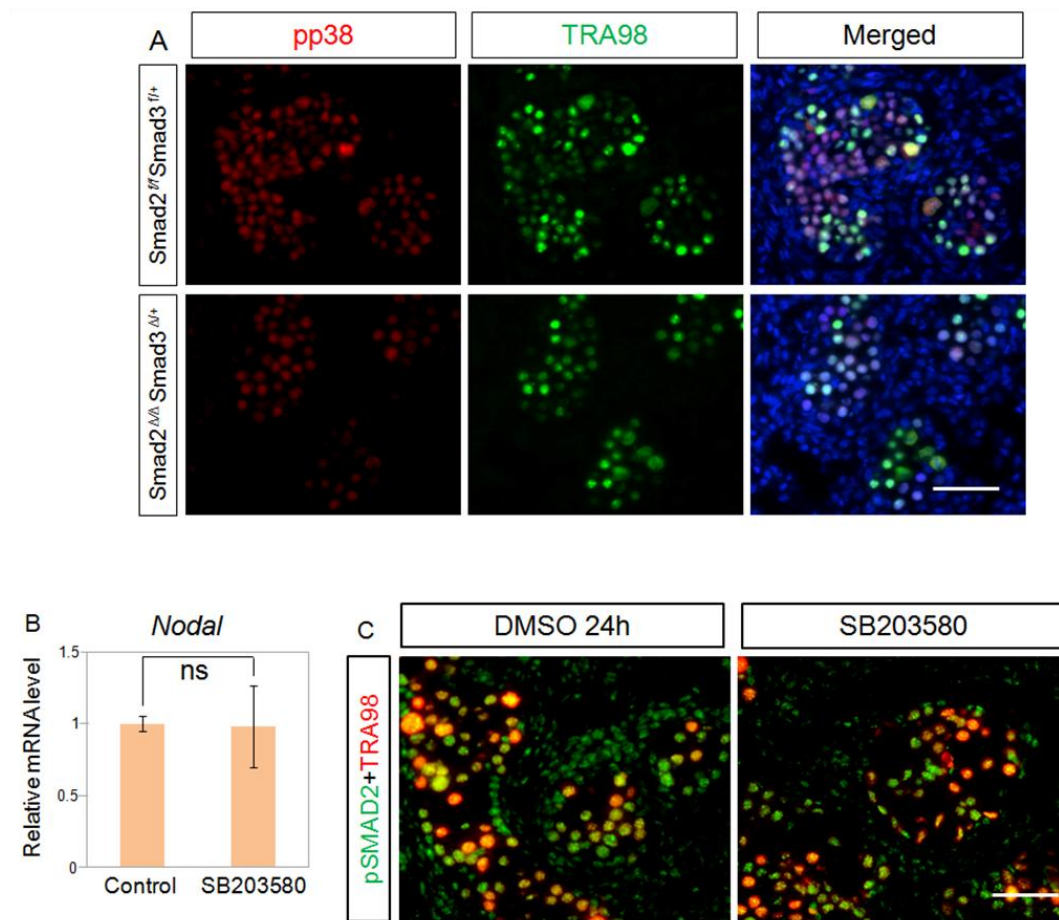 A
pp38
TRA98
Merged
Smad2 f/f Smad3 f/+
Smad2 Δ/Δ Smad3 Δ/+
B
Nodal
ns
Relative mRNA level
1.5
1
0.5
0
Control
SB203580
C
DMSO 24h
SB203580
pSMAD2+TRA98